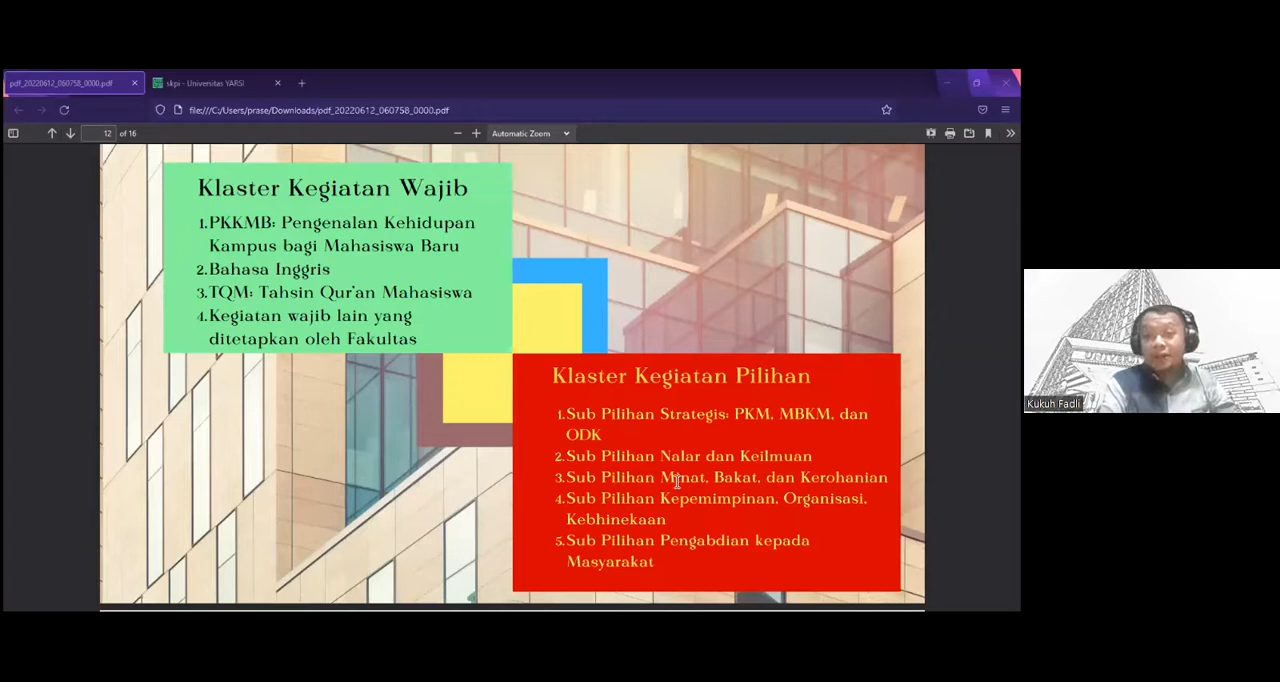 pdf_20220612_060758_0000.pdf
skpi - Universitas YARSI
file:///C:/Users/prase/Downloads/pdf_20220612_060758_0000.pdf
12 of 16
Automatic Zoom
Klaster Kegiatan Wajib
1.PKKMB: Pengenalan Kehidupan
Kampus bagi Mahasiswa Baru
2.Bahasa Inggris
3.TQM: Tahsin Qur'an Mahasiswa
4.Kegiatan wajib lain yang
ditetapkan oleh Fakultas
Klaster Kegiatan Pilihan
1.Sub Pilihan Strategis: PKM, MBKM, dan
ODK
2.Sub Pilihan Nalar dan Keilmuan
3.Sub Pilihan Minat, Bakat, dan Kerohanian
4.Sub Pilihan Kepemimpinan, Organisasi,
Kebhinekaan
5.Sub Pilihan Pengabdian kepada
Masyarakat
Kukuh Fadli